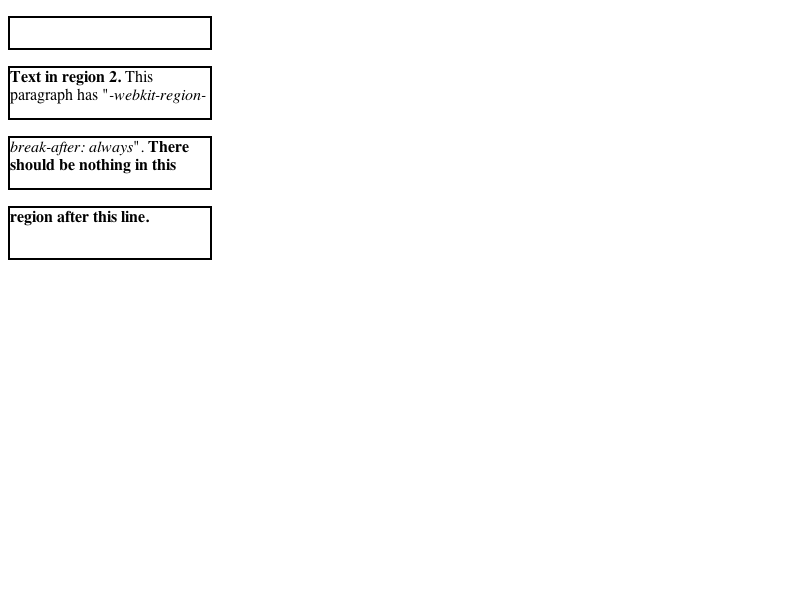 Text in region 2. This
paragraph has "-webkit-region-
break-after: always". There
should be nothing in this
region after this line.